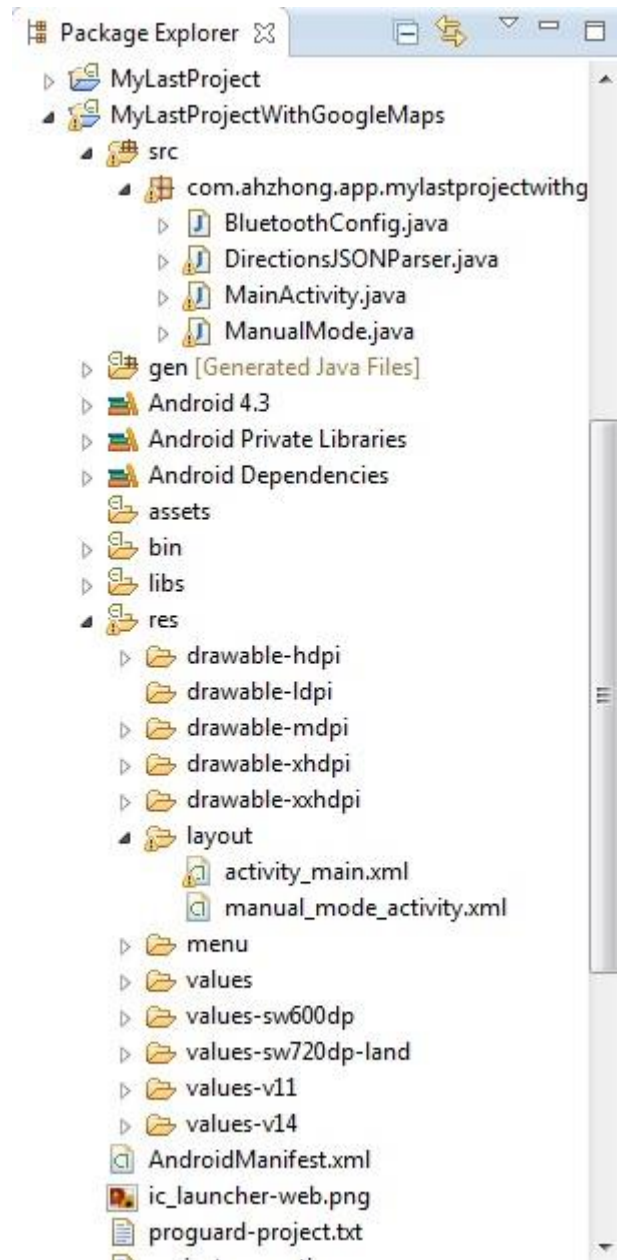 Package Explorer
MyLastProject
MyLastProjectWithGoogleMaps
src
com.ahzhong.app.mylastprojectwithg
BluetoothConfig.java
DirectionsJSONParser.java
MainActivity.java
ManualMode.java
gen [Generated Java Files]
Android 4.3
Android Private Libraries
Android Dependencies
assets
bin
libs
res
drawable-hdpi
drawable-ldpi
drawable-mdpi
drawable-xhdpi
drawable-xxhdpi
layout
activity_main.xml
manual_mode_activity.xml
menu
values
values-sw600dp
values-sw720dp-land
values-v11
values-v14
AndroidManifest.xml
ic_launcher-web.png
proguard-project.txt